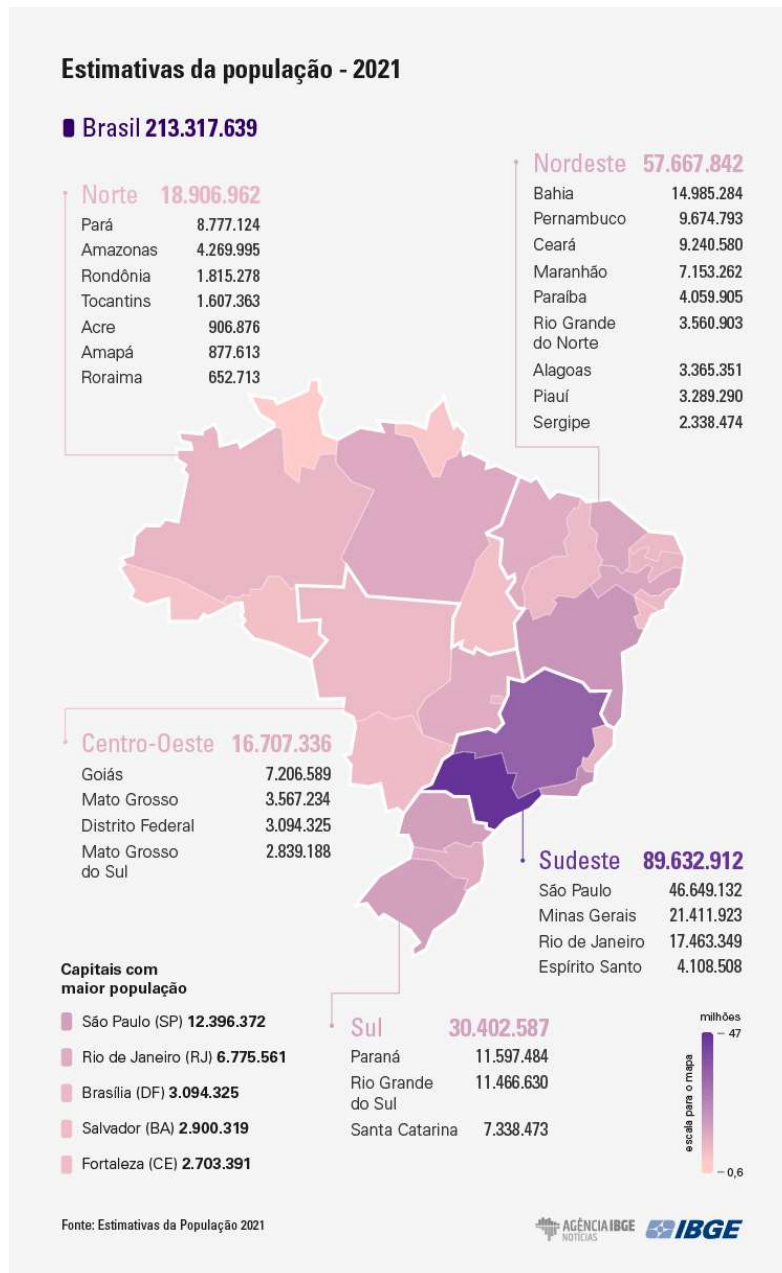 Estimativas da população - 2021
Brasil 213.317.639
Norte 18.906.962
Pará 8.777.124
Amazonas 4.269.995
Rondônia 1.815.278
Tocantins 1.607.363
Acre 906.876
Amapá 877.613
Roraima 652.713
Nordeste 57.667.842
Bahia 14.985.284
Pernambuco 9.674.793
Ceará 9.240.580
Maranhão 7.153.262
Paraíba 4.059.905
Rio Grande 3.560.903
do Norte
Alagoas 3.365.351
Piauí 3.289.290
Sergipe 2.338.474
Centro-Oeste 16.707.336
Goiás 7.206.589
Mato Grosso 3.567.234
Distrito Federal 3.094.325
Mato Grosso 2.839.188
do Sul
Sudeste 89.632.912
São Paulo 46.649.132
Minas Gerais 21.411.923
Rio de Janeiro 17.463.349
Espírito Santo 4.108.508
Capitais com
maior população
São Paulo (SP) 12.396.372
Rio de Janeiro (RJ) 6.775.561
Brasília (DF) 3.094.325
Salvador (BA) 2.900.319
Fortaleza (CE) 2.703.391
Sul 30.402.587
Paraná 11.597.484
Rio Grande 11.466.630
do Sul
Santa Catarina 7.338.473
milhões
47
escala para o mapa
0,6
Fonte: Estimativas da População 2021
AGÊNCIA IBGE
NOTÍCIAS
IBGE